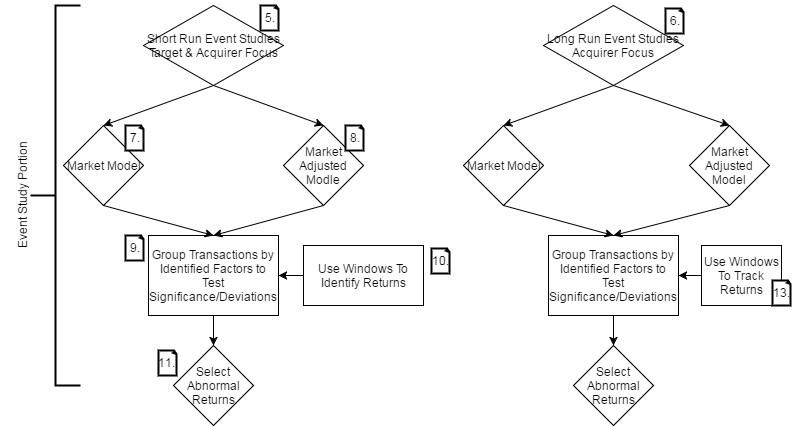 5.
Short Run Event Studies
Target & Acquirer Focus
6.
Long Run Event Studies
Acquirer Focus
Event Study Portion
7.
Market Model
8.
Market
Adjusted
Modle
Market Model
Market
Adjusted
Model
9.
Group Transactions by
Identified Factors to
Test
Significance/Deviations
10.
Use Windows To
Identify Returns
Group Transactions by
Identified Factors to
Test
Significance/Deviations
Use Windows
To Track
Returns
13.
11.
Select
Abnormal
Returns
Select
Abnormal
Returns